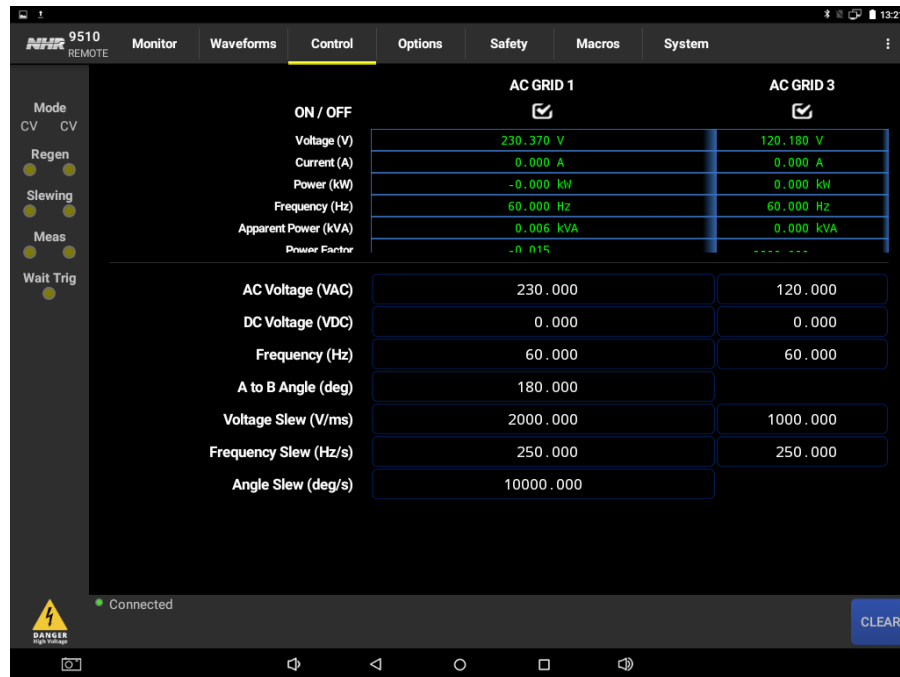 13:21
NHR 9510
REMOTE
Monitor Waveforms Control Options Safety Macros System
AC GRID 1 AC GRID 3
Mode
CV CV
ON / OFF
Voltage (V) 230.370 V 120.180 V
Current (A) 0.000 A 0.000 A
Regen
Power (kW) -0.000 kW 0.000 kW
Frequency (Hz) 60.000 Hz 60.000 Hz
Slewing
Apparent Power (kVA) 0.006 kVA 0.000 kVA
Meas
Power Factor -0.015
Wait Trig
AC Voltage (VAC) 230.000 120.000
DC Voltage (VDC) 0.000 0.000
Frequency (Hz) 60.000 60.000
A to B Angle (deg) 180.000
Voltage Slew (V/ms) 2000.000 1000.000
Frequency Slew (Hz/s) 250.000 250.000
Angle Slew (deg/s) 10000.000
Connected
CLEAR
DANGER
High Voltage